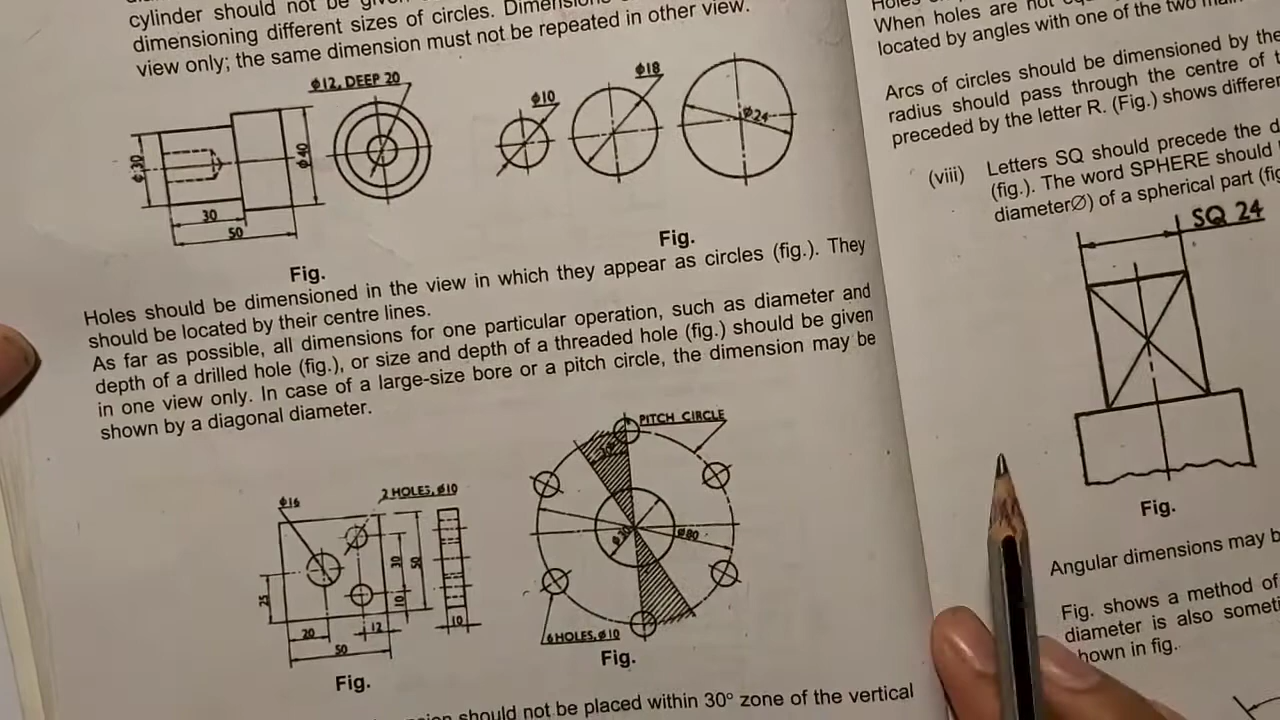 cylinder should not be
dimensioning different sizes of circles.
view only; the same dimension must not be repeated in other view.
ϕ12, DEEP 20
ϕ10
ϕ18
ϕ24
ϕ30
ϕ40
30
50
Fig.
Fig.
Holes should be dimensioned in the view in which they appear as circles (fig.). They
should be located by their centre lines.
As far as possible, all dimensions for one particular operation, such as diameter and
depth of a drilled hole (fig.), or size and depth of a threaded hole (fig.) should be given
in one view only. In case of a large-size bore or a pitch circle, the dimension may be
shown by a diagonal diameter.
ϕ16
2 HOLES, ϕ10
25
20
12
50
30
50
10
10
Fig.
PITCH CIRCLE
ϕ80
6 HOLES, ϕ10
Fig.
should not be placed within 30° zone of the vertical
When holes are not
located by angles with one of the two
Arcs of circles should be dimensioned by the
radius should pass through the centre of
preceded by the letter R. (Fig.) shows
(viii) Letters SQ should precede the
(fig.). The word SPHERE should
diameterØ) of a spherical part
SQ 24
Fig.
Angular dimensions may
Fig. shows a method of
diameter is also
shown in fig.